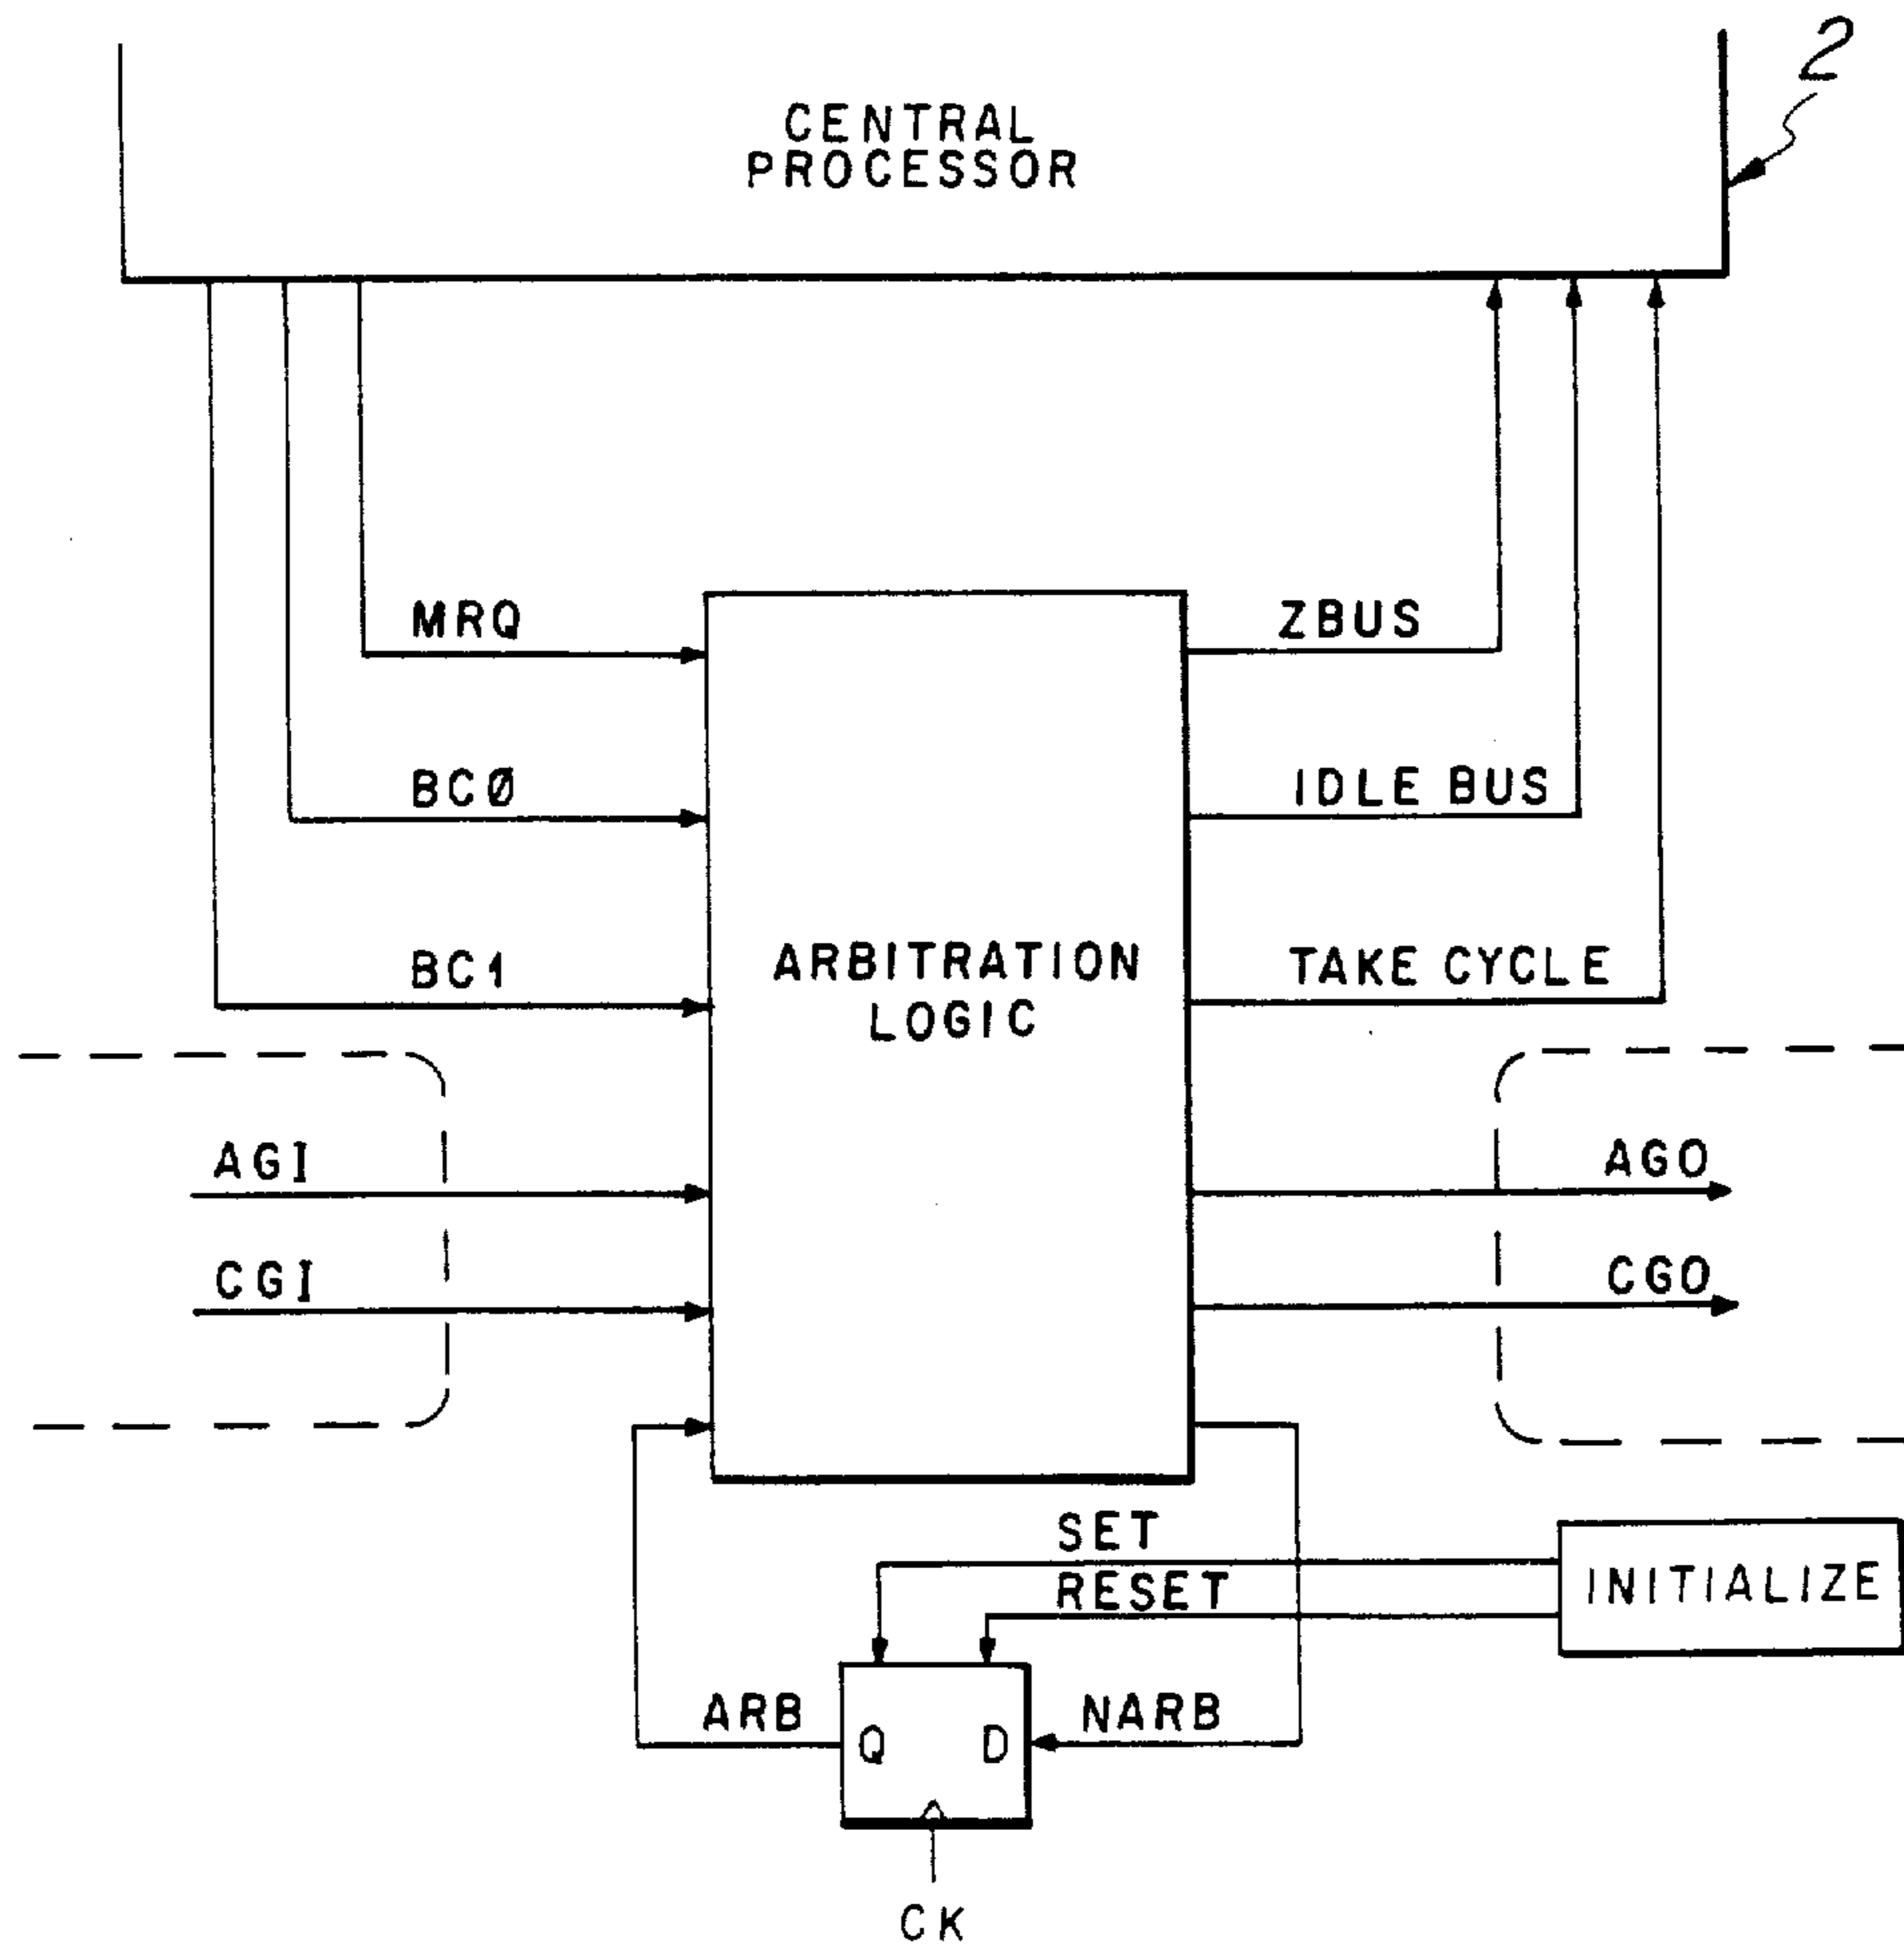 2
CENTRAL
PROCESSOR
MRQ
ZBUS
BCØ
IDLE BUS
BC1
TAKE CYCLE
ARBITRATION
LOGIC
AGI
AGO
CGI
CGO
SET
RESET
INITIALIZE
ARB
Q
D
NARB
CK